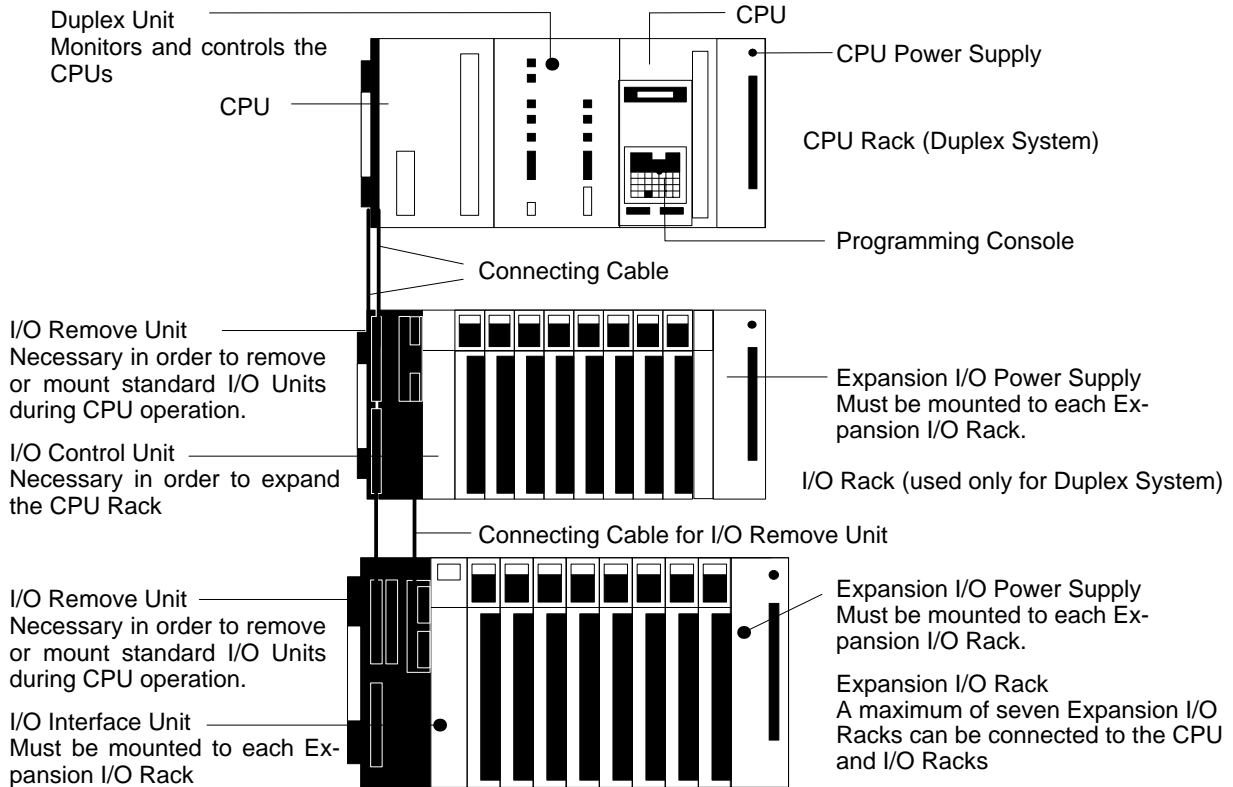 Duplex Unit
Monitors and controls the
CPUs
CPU
CPU
CPU Power Supply
CPU Rack (Duplex System)
Programming Console
Connecting Cable
I/O Remove Unit
Necessary in order to remove
or mount standard I/O Units
during CPU operation.
I/O Control Unit
Necessary in order to expand
the CPU Rack
Expansion I/O Power Supply
Must be mounted to each Ex-
pansion I/O Rack.
I/O Rack (used only for Duplex System)
Connecting Cable for I/O Remove Unit
I/O Remove Unit
Necessary in order to remove
or mount standard I/O Units
during CPU operation.
I/O Interface Unit
Must be mounted to each Ex-
pansion I/O Rack
Expansion I/O Power Supply
Must be mounted to each Ex-
pansion I/O Rack.
Expansion I/O Rack
A maximum of seven Expansion I/O
Racks can be connected to the CPU
and I/O Racks